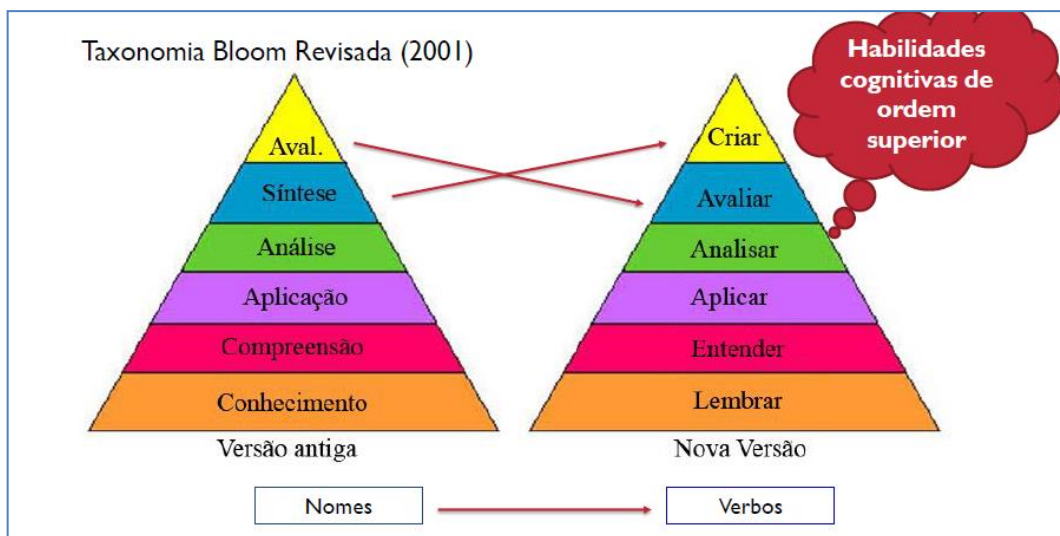 Taxonomia Bloom Revisada (2001)
Habilidades
cognitivas de
ordem
superior
Aval.
Síntese
Análise
Aplicação
Compreensão
Conhecimento
Versão antiga
Criar
Avaliar
Analisar
Aplicar
Entender
Lembrar
Nova Versão
Nomes
Verbos